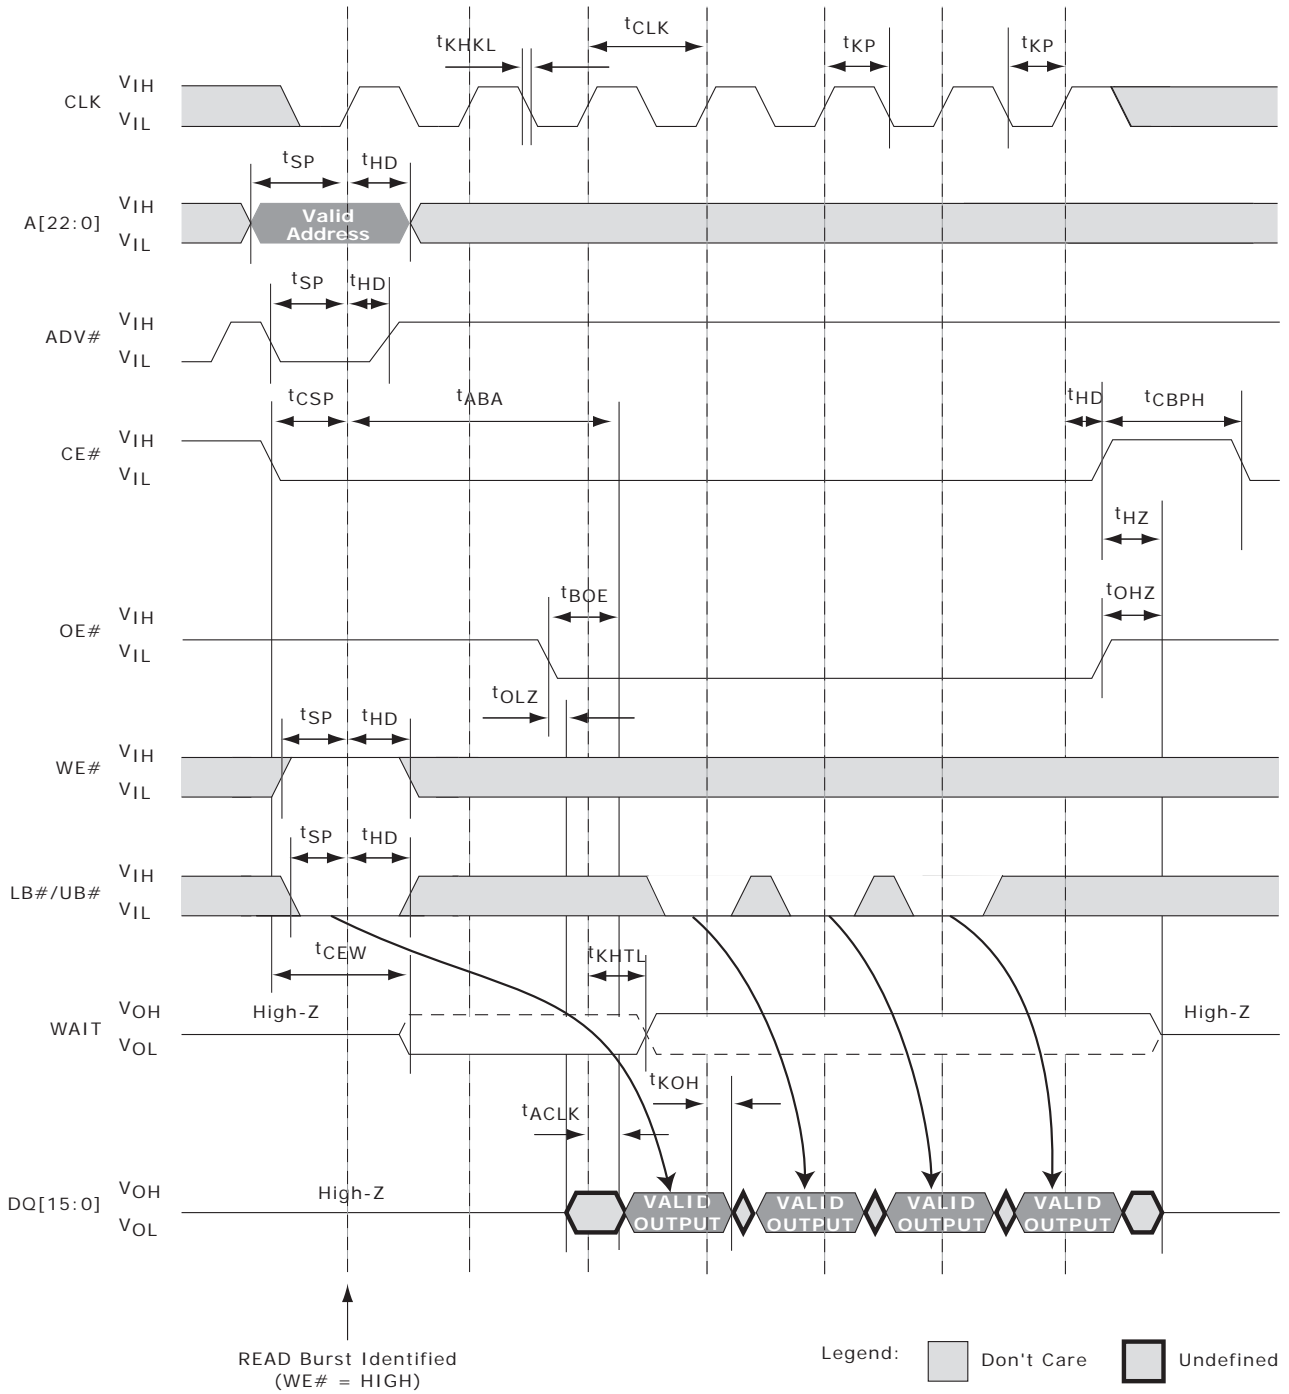 tCLK
tKHKL
tKP
tKP
CLK
VIH
VIL
tSP
tHD
A[22:0]
VIH
VIL
Valid
Address
tSP
tHD
ADV#
VIH
VIL
tCSP
tABA
tHD
tCBPH
CE#
VIH
VIL
tHZ
tBOE
tOHZ
OE#
VIH
VIL
tOLZ
tSP
tHD
WE#
VIH
VIL
tSP
tHD
LB#/UB#
VIH
VIL
tCEW
tKHTL
WAIT
VOH
VOL
High-Z
High-Z
tKOH
tACLK
DQ[15:0]
VOH
VOL
High-Z
VALID
OUTPUT
VALID
OUTPUT
VALID
OUTPUT
VALID
OUTPUT
READ Burst Identified
(WE# = HIGH)
Legend:
Don't Care
Undefined